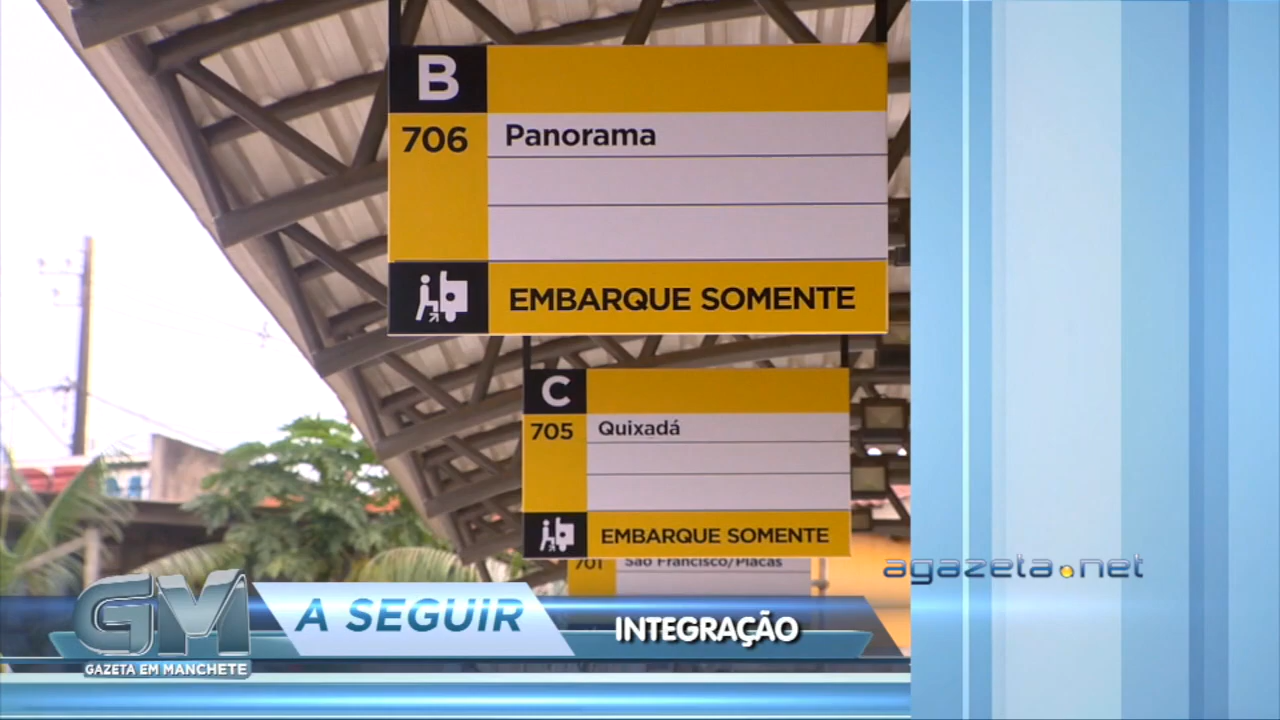 B
706 Panorama
EMBARQUE SOMENTE
C
705 Quixadá
EMBARQUE SOMENTE
701 São Francisco/Placas
agazeta.net
GM
GAZETA EM MANCHETE
A SEGUIR
INTEGRAÇÃO